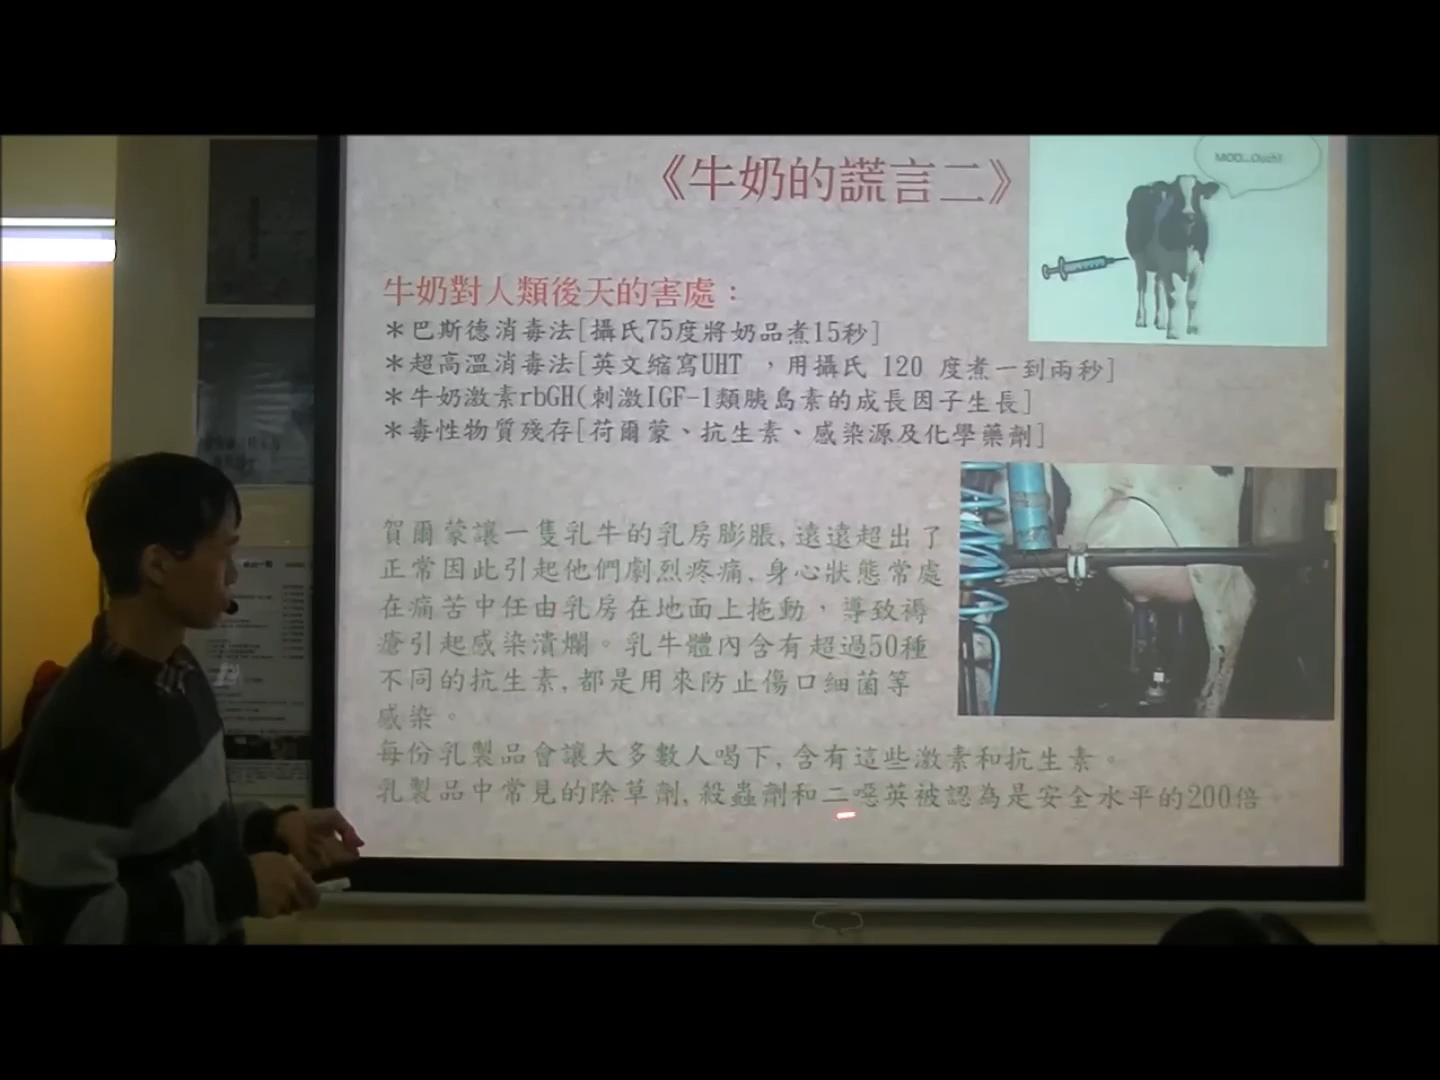 《牛奶的謊言二》
MOO...Ouch!
牛奶對人類後天的害處：
＊巴斯德消毒法[攝氏75度將奶品煮15秒]
＊超高溫消毒法[英文縮寫UHT ，用攝氏 120 度煮一到兩秒]
＊牛奶激素rbGH(刺激IGF-1類胰島素的成長因子生長]
＊毒性物質殘存[荷爾蒙、抗生素、感染源及化學藥劑]
賀爾蒙讓一隻乳牛的乳房膨脹,遠遠超出了
正常因此引起他們劇烈疼痛,身心狀態常處
在痛苦中任由乳房在地面上拖動，導致褥
瘡引起感染潰爛。乳牛體內含有超過50種
不同的抗生素,都是用來防止傷口細菌等
感染。
每份乳製品會讓大多數人喝下,含有這些激素和抗生素。
乳製品中常見的除草劑,殺蟲劑和二噁英被認為是安全水平的200倍